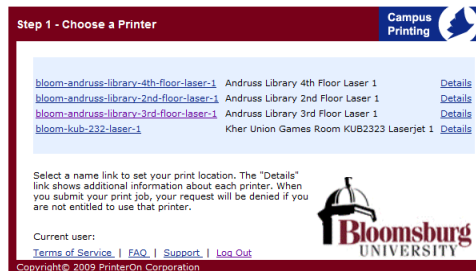 Step 1 - Choose a Printer
Campus
Printing
bloom-andruss-library-4th-floor-laser-1 Andruss Library 4th Floor Laser 1 Details
bloom-andruss-library-2nd-floor-laser-1 Andruss Library 2nd Floor Laser 1 Details
bloom-andruss-library-3rd-floor-laser-1 Andruss Library 3rd Floor Laser 1 Details
bloom-kub-232-laser-1 Kher Union Games Room KUB2323 Laserjet 1 Details
Select a name link to set your print location. The "Details"
link shows additional information about each printer. When
you submit your print job, your request will be denied if you
are not entitled to use that printer.
Current user:
Terms of Service | FAQ | Support | Log Out
Bloomsburg
UNIVERSITY
Copyright© 2009 PrinterOn Corporation